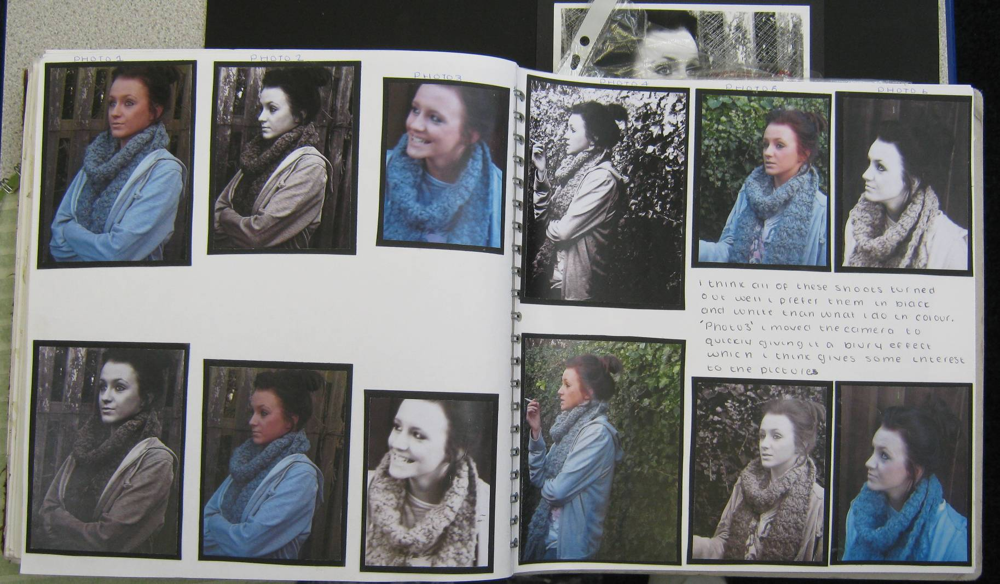 PHOTO 1
PHOTO 2
PHOTO 3
PHOTO 4
PHOTO 5
PHOTO 6
i think all of these shoots turned
out well i prefer them in black
and white than what i do in colour.
'Photo3' i moved the camera to
quickly giving it a blury effect
which i think gives some interest
to the pictures